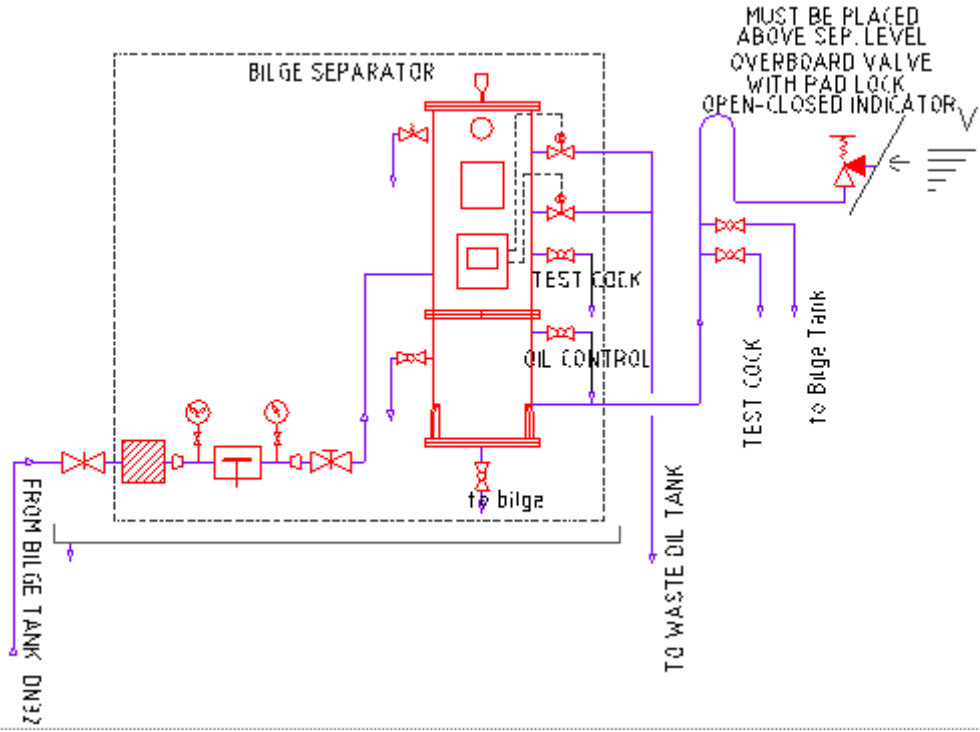 MUST BE PLACED
ABOVE SEP. LEVEL
OVERBOARD VALVE
WITH PAD LOCK
OPEN-CLOSED INDICATOR
BILGE SEPARATOR
TEST COCK
OIL CONTROL
to bilge
FROM BILGE TANK DN32
TO WASTE OIL TANK
TEST COCK
to Bilge Tank